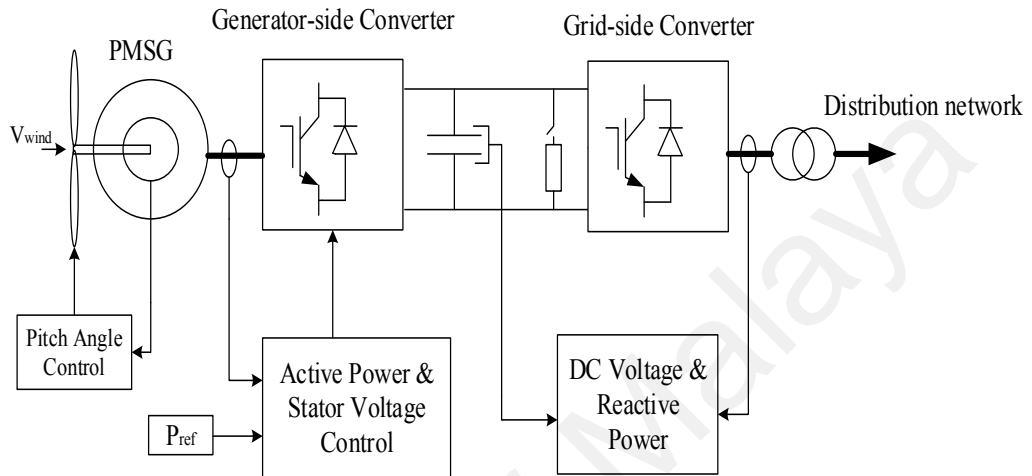 Generator-side Converter
Grid-side Converter
PMSG
Distribution network
Vwind
Pitch Angle
Control
Active Power &
Stator Voltage
Control
DC Voltage &
Reactive
Power
Pref
Malaya